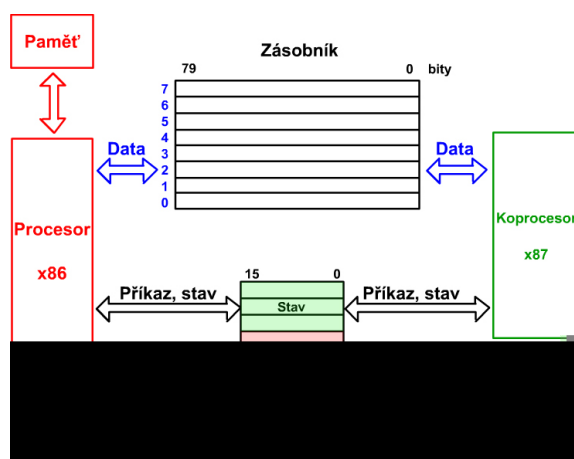 Paměť
Zásobník
79 0 bity
7
6
5
4
3
2
1
0
Data
Data
Procesor
x86
Koprocesor
x87
15 0
Příkaz, stav
Stav
Příkaz, stav